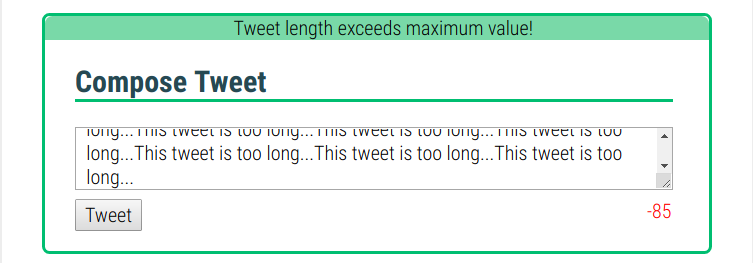 Tweet length exceeds maximum value!
Compose Tweet
long...This tweet is too long...This tweet is too long...This tweet is too
long...This tweet is too long...This tweet is too long...This tweet is too
long...
Tweet
-85